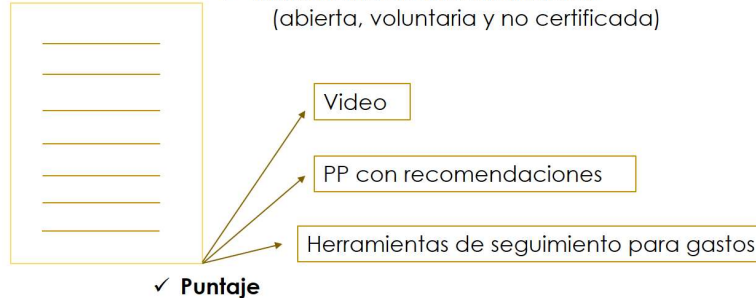 (abierta, voluntaria y no certificada)
Video
PP con recomendaciones
Herramientas de seguimiento para gastos
✓ Puntaje